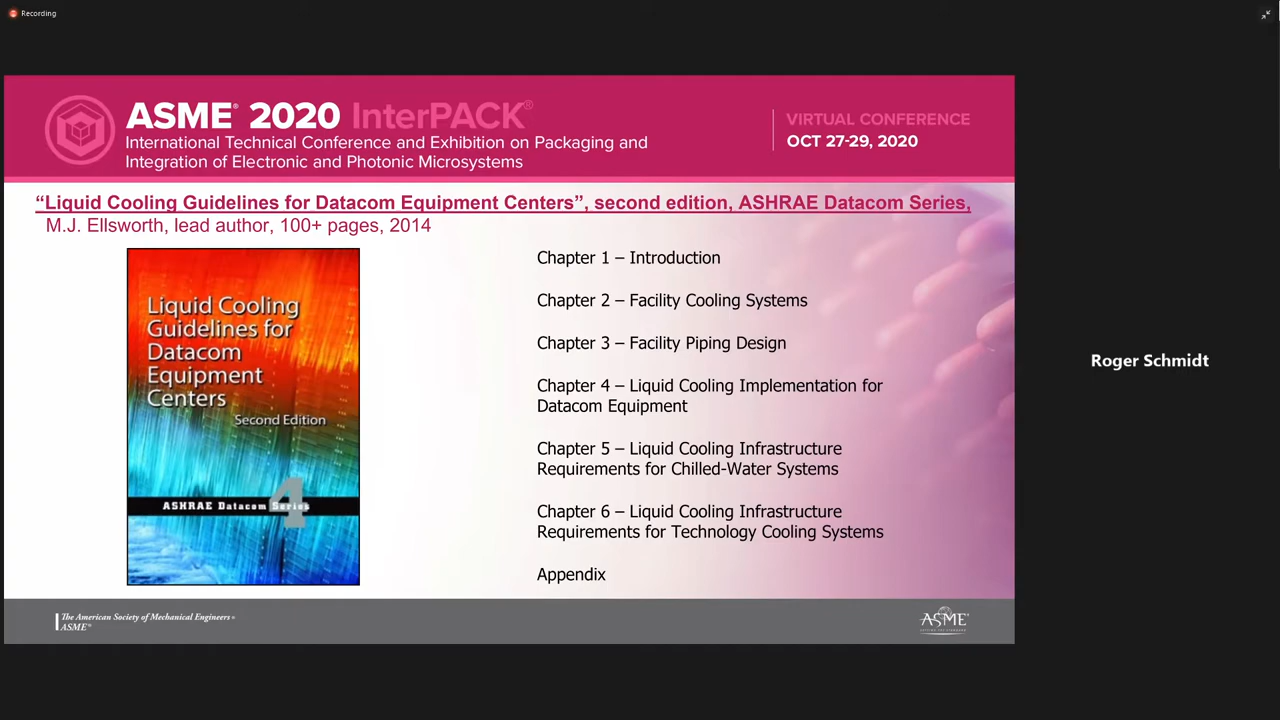 Recording
ASME® 2020 InterPACK®
International Technical Conference and Exhibition on Packaging and
Integration of Electronic and Photonic Microsystems
VIRTUAL CONFERENCE
OCT 27-29, 2020
“Liquid Cooling Guidelines for Datacom Equipment Centers”, second edition, ASHRAE Datacom Series,
M.J. Ellsworth, lead author, 100+ pages, 2014
Liquid Cooling
Guidelines for
Datacom
Equipment
Centers
Second Edition
ASHRAE Datacom Series
4
Chapter 1 – Introduction
Chapter 2 – Facility Cooling Systems
Chapter 3 – Facility Piping Design
Chapter 4 – Liquid Cooling Implementation for
Datacom Equipment
Chapter 5 – Liquid Cooling Infrastructure
Requirements for Chilled-Water Systems
Chapter 6 – Liquid Cooling Infrastructure
Requirements for Technology Cooling Systems
Appendix
Roger Schmidt
The American Society of Mechanical Engineers®
ASME®
ASME®